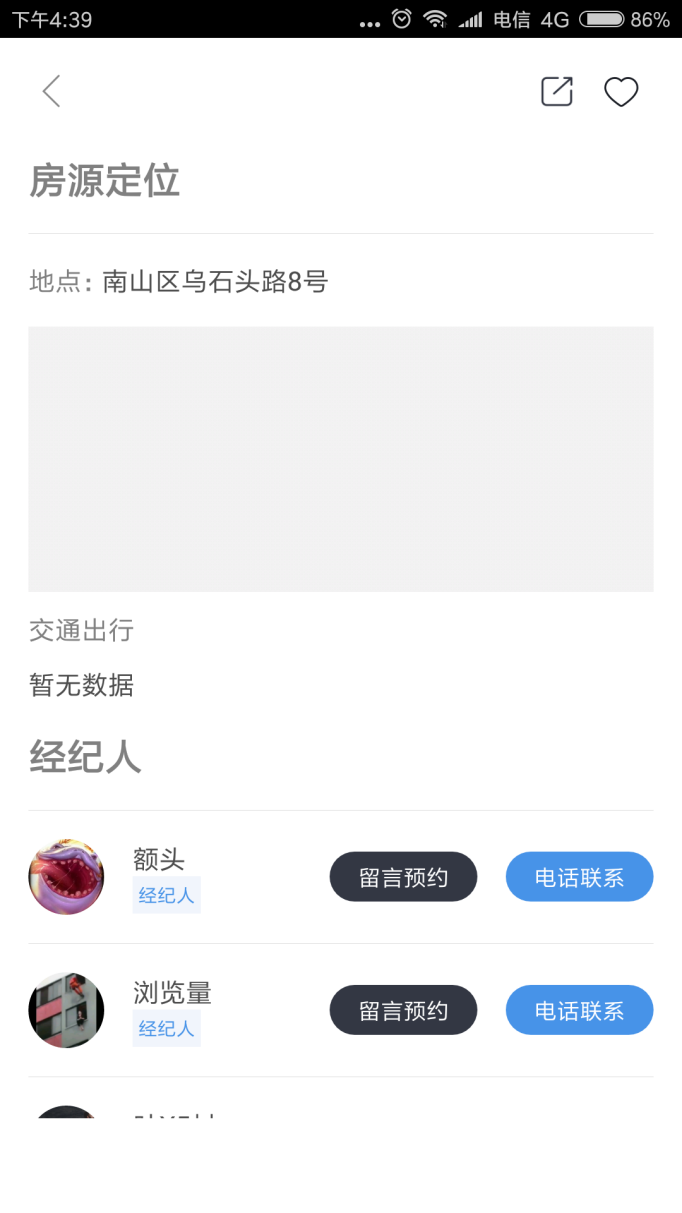 下午4:39
... 电信 4G 86%
房源定位
地点: 南山区乌石头路8号
交通出行
暂无数据
经纪人
额头
经纪人
留言预约
电话联系
浏览量
经纪人
留言预约
电话联系